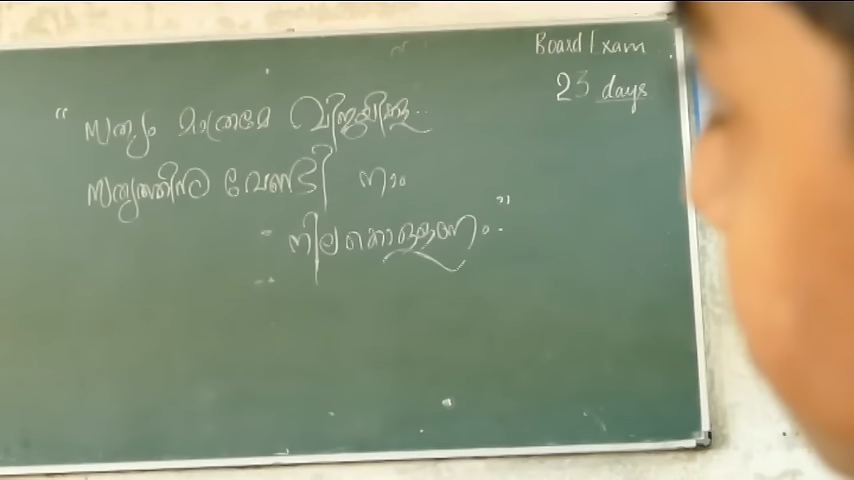 Board Exam
23 days
“സത്യം മാത്രമേ വിജയിക്കൂ..
സത്യത്തിനു വേണ്ടി നാം
നിലകൊള്ളണം.”